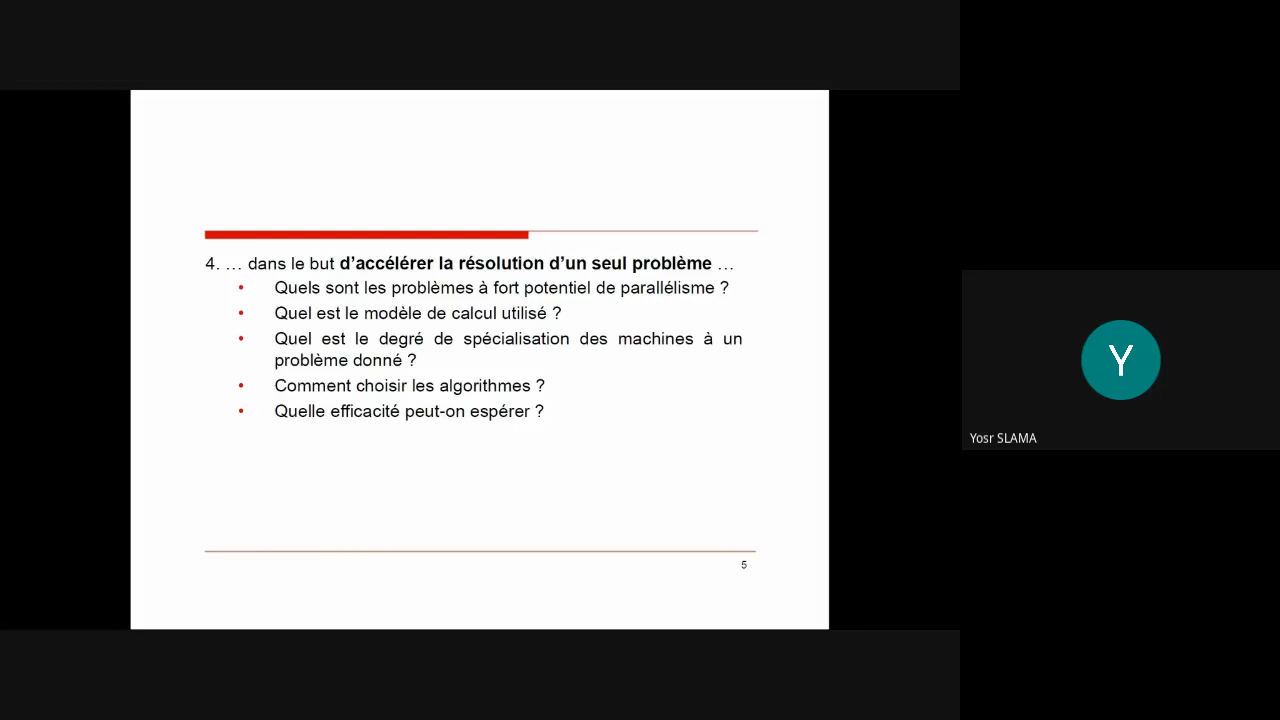 4. … dans le but d’accélérer la résolution d’un seul problème …
• Quels sont les problèmes à fort potentiel de parallélisme ?
• Quel est le modèle de calcul utilisé ?
• Quel est le degré de spécialisation des machines à un
problème donné ?
• Comment choisir les algorithmes ?
• Quelle efficacité peut-on espérer ?
5
Y
Yosr SLAMA